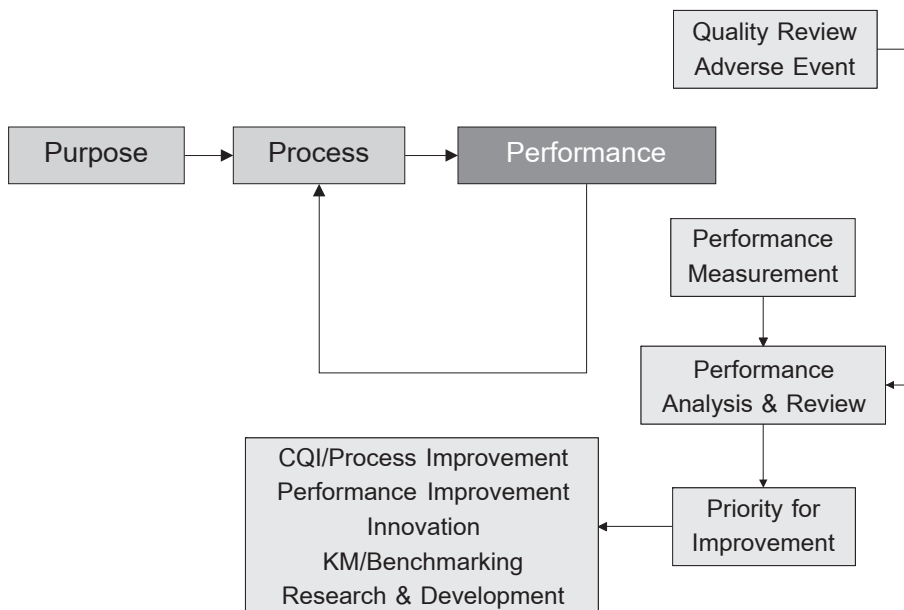 Quality Review
Adverse Event
Purpose
Process
Performance
Performance
Measurement
Performance
Analysis & Review
CQI/Process Improvement
Performance Improvement
Innovation
KM/Benchmarking
Research & Development
Priority for
Improvement